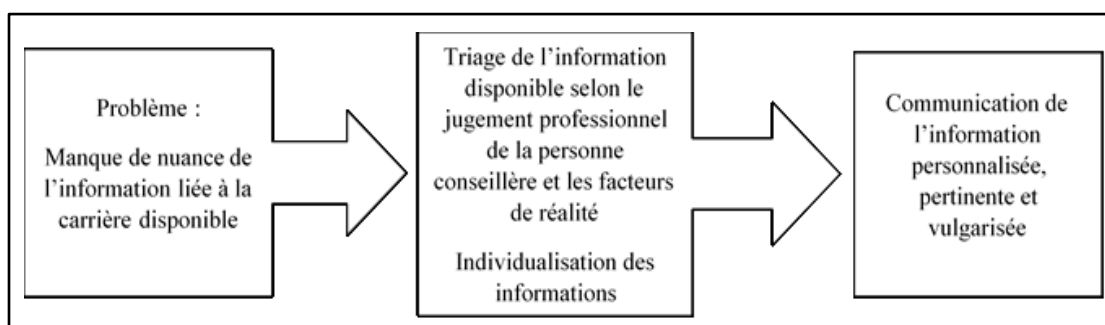 Problème :
Manque de nuance de
l’information liée à la
carrière disponible
Triage de l’information
disponible selon le
jugement professionnel
de la personne
conseillère et les facteurs
de réalité
Individualisation des
informations
Communication de
l’information
personnalisée,
pertinente et
vulgarisée